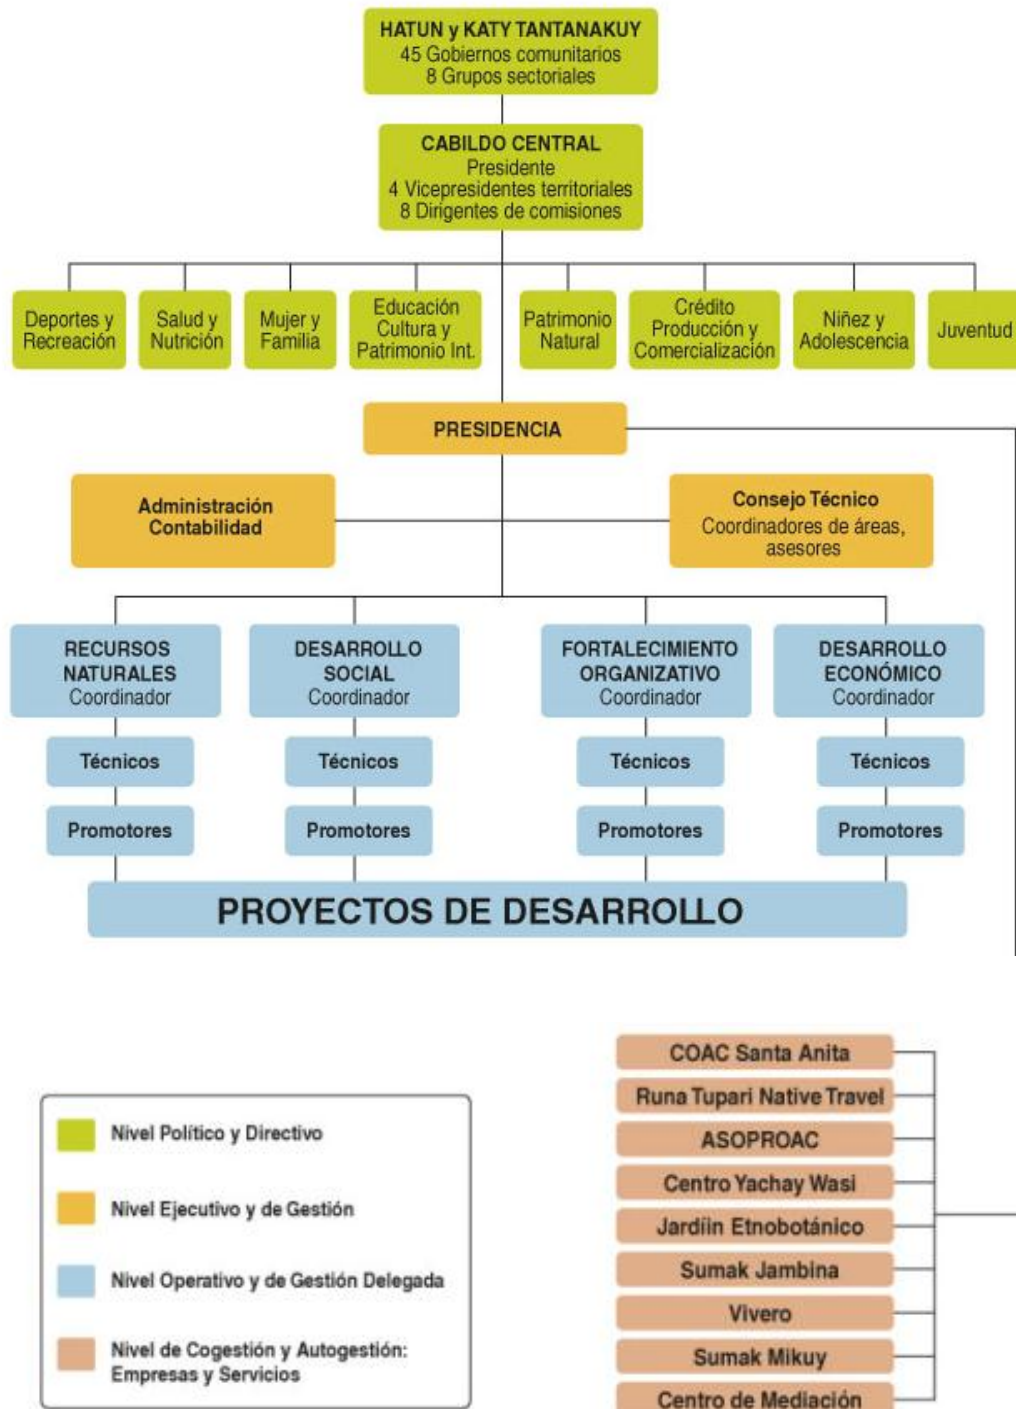 HATUN y KATY TANTANAKUY
45 Gobiernos comunitarios
8 Grupos sectoriales
CABILDO CENTRAL
Presidente
4 Vicepresidentes territoriales
8 Dirigentes de comisiones
Deportes y
Recreación
Salud y
Nutrición
Mujer y
Familia
Educación
Cultura y
Patrimonio Int.
Patrimonio
Natural
Crédito
Producción y
Comercialización
Niñez y
Adolescencia
Juventud
PRESIDENCIA
Administración
Contabilidad
Consejo Técnico
Coordinadores de áreas,
asesores
RECURSOS
NATURALES
Coordinador
DESARROLLO
SOCIAL
Coordinador
FORTALECIMIENTO
ORGANIZATIVO
Coordinador
DESARROLLO
ECONÓMICO
Coordinador
Técnicos
Técnicos
Técnicos
Técnicos
Promotores
Promotores
Promotores
Promotores
PROYECTOS DE DESARROLLO
Nivel Político y Directivo
Nivel Ejecutivo y de Gestión
Nivel Operativo y de Gestión Delegada
Nivel de Cogestión y Autogestión:
Empresas y Servicios
COAC Santa Anita
Runa Tupari Native Travel
ASOPROAC
Centro Yachay Wasi
Jardíin Etnobotánico
Sumak Jambina
Vivero
Sumak Mikuy
Centro de Mediación